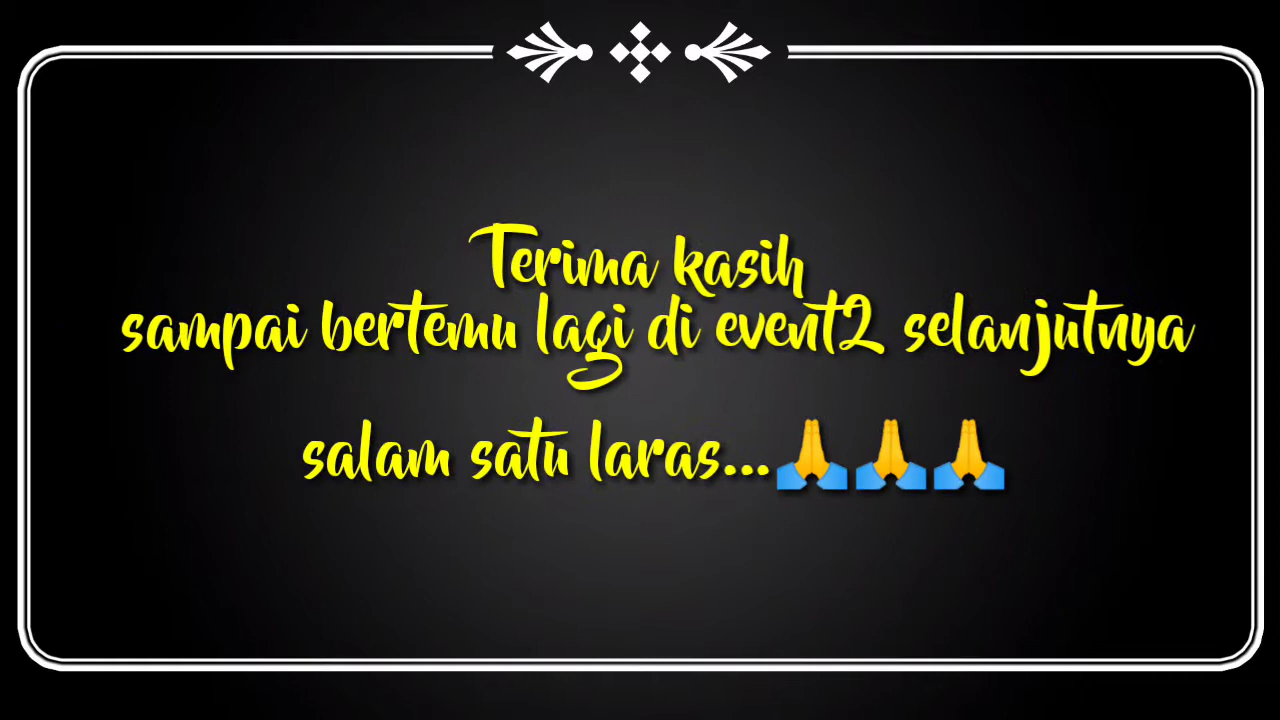 Terima kasih
sampai bertemu lagi di event2 selanjutnya
salam satu laras...🙏🙏🙏